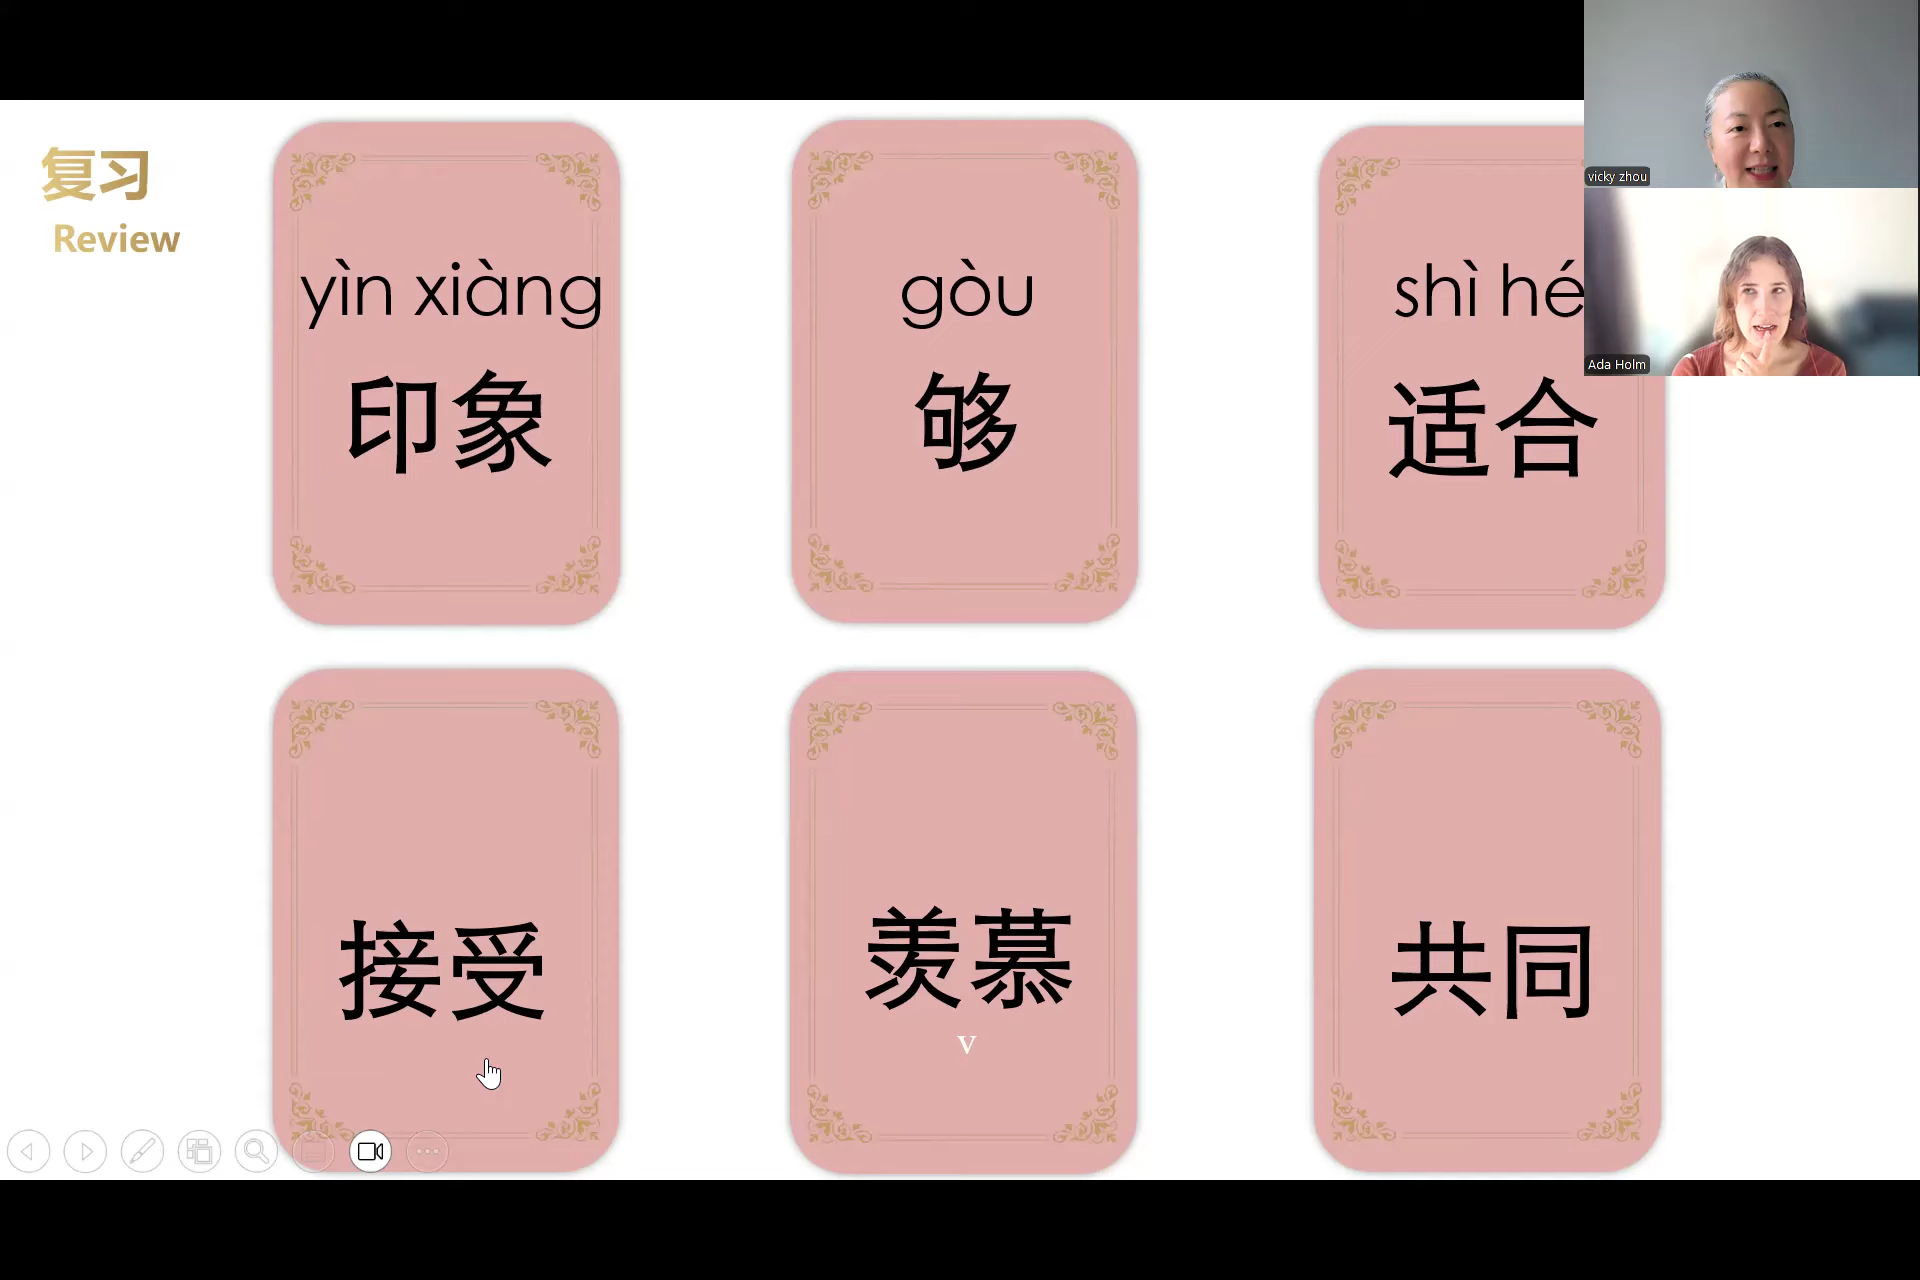 复习
Review
yìn xiàng
印象
gòu
够
shì hé
适合
接受
羡慕
v
共同
vicky zhou
Ada Holm